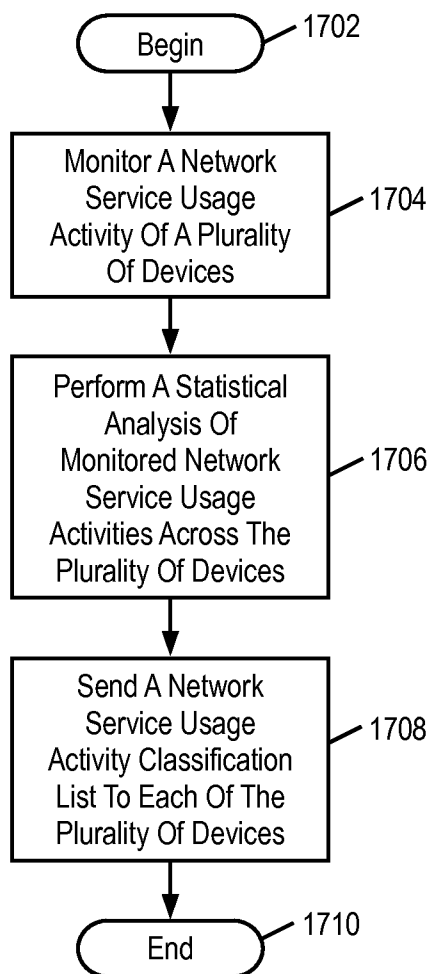 Begin
1702
Monitor A Network
Service Usage
Activity Of A Plurality
Of Devices
1704
Perform A Statistical
Analysis Of
Monitored Network
Service Usage
Activities Across The
Plurality Of Devices
1706
Send A Network
Service Usage
Activity Classification
List To Each Of The
Plurality Of Devices
1708
End
1710